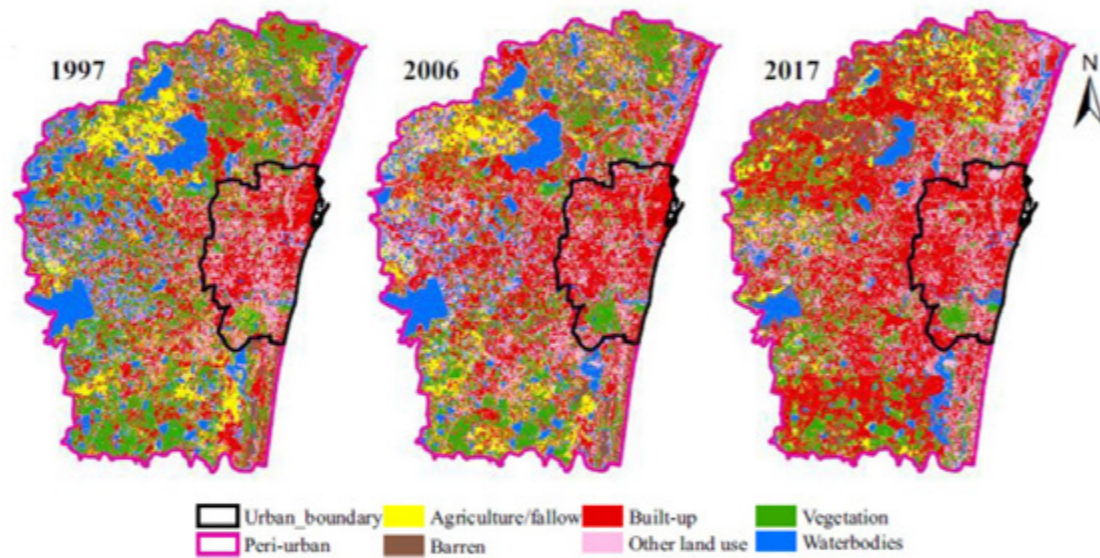 1997
2006
2017
N
Urban_boundary
Agriculture/fallow
Built-up
Vegetation
Peri-urban
Barren
Other land use
Waterbodies